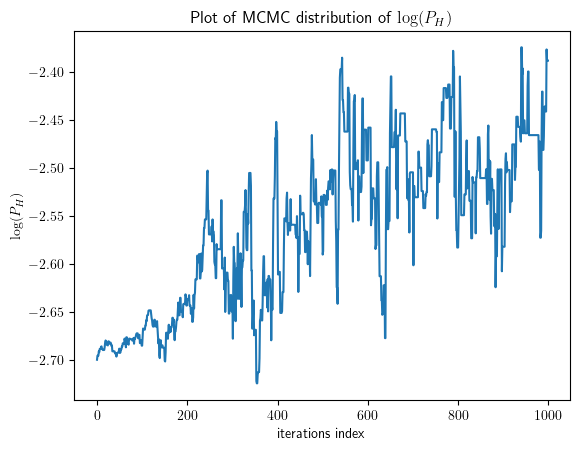 Plot of MCMC distribution of log(P_H)
log(P_H)
−2.40
−2.45
−2.50
−2.55
−2.60
−2.65
−2.70
0 200 400 600 800 1000
iterations index